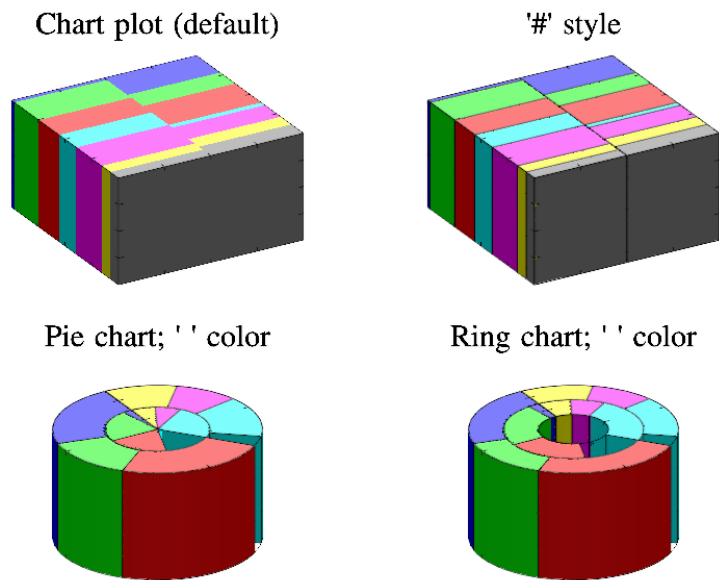 Chart plot (default)
'#' style
Pie chart; ' ' color
Ring chart; ' ' color